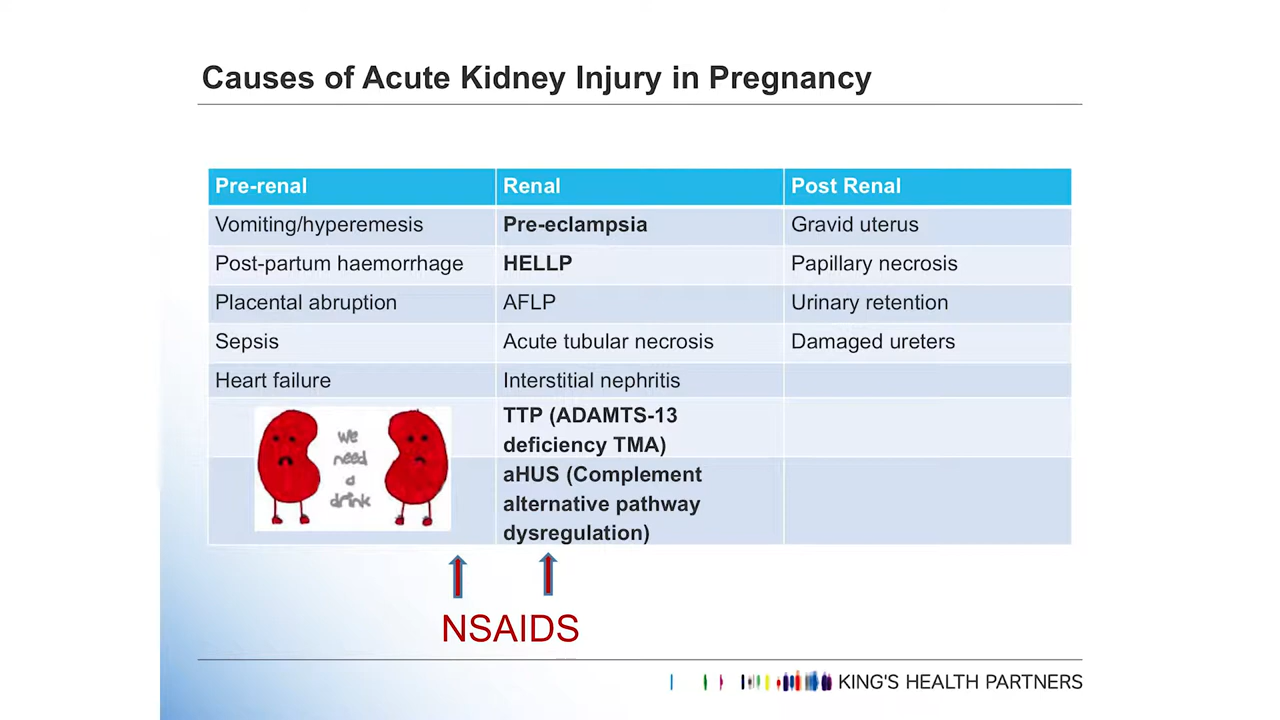 Causes of Acute Kidney Injury in Pregnancy
Pre-renal
Renal
Post Renal
Vomiting/hyperemesis
Pre-eclampsia
Gravid uterus
Post-partum haemorrhage
HELLP
Papillary necrosis
Placental abruption
AFLP
Urinary retention
Sepsis
Acute tubular necrosis
Damaged ureters
Heart failure
Interstitial nephritis
we
need
a
drink
TTP (ADAMTS-13
deficiency TMA)
aHUS (Complement
alternative pathway
dysregulation)
NSAIDS
KING'S HEALTH PARTNERS